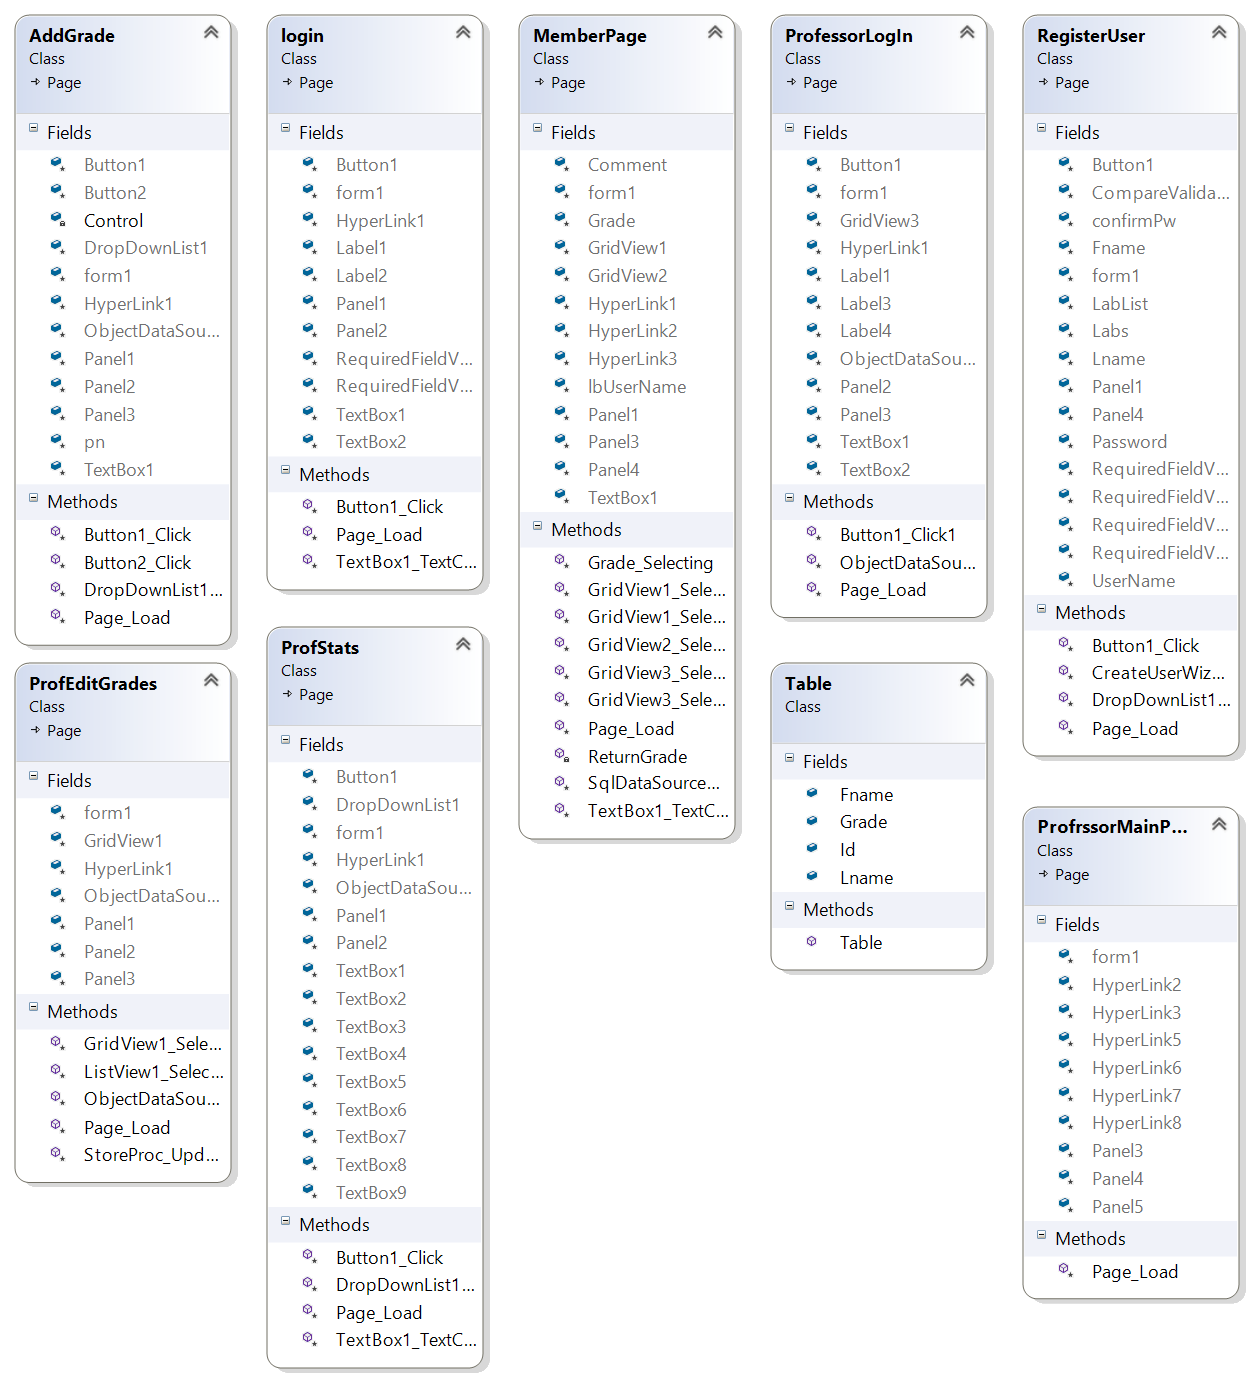 AddGrade
Class
Page
Fields
Button1
Button2
Control
DropDownList1
form1
HyperLink1
ObjectDataSou...
Panel1
Panel2
Panel3
pn
TextBox1
Methods
Button1_Click
Button2_Click
DropDownList1...
Page_Load
ProfEditGrades
Class
Page
Fields
form1
GridView1
HyperLink1
ObjectDataSou...
Panel1
Panel2
Panel3
Methods
GridView1_Sele...
ListView1_Selec...
ObjectDataSou...
Page_Load
StoreProc_Upd...
login
Class
Page
Fields
Button1
form1
HyperLink1
Label1
Label2
Panel1
Panel2
RequiredFieldV...
RequiredFieldV...
TextBox1
TextBox2
Methods
Button1_Click
Page_Load
TextBox1_TextC...
ProfStats
Class
Page
Fields
Button1
DropDownList1
form1
HyperLink1
ObjectDataSou...
Panel1
Panel2
TextBox1
TextBox2
TextBox3
TextBox4
TextBox5
TextBox6
TextBox7
TextBox8
TextBox9
Methods
Button1_Click
DropDownList1...
Page_Load
TextBox1_TextC...
MemberPage
Class
Page
Fields
Comment
form1
Grade
GridView1
GridView2
HyperLink1
HyperLink2
HyperLink3
lbUserName
Panel1
Panel3
Panel4
TextBox1
Methods
Grade_Selecting
GridView1_Sele...
GridView1_Sele...
GridView2_Sele...
GridView3_Sele...
GridView3_Sele...
Page_Load
ReturnGrade
SqlDataSource...
TextBox1_TextC...
ProfessorLogIn
Class
Page
Fields
Button1
form1
GridView3
HyperLink1
Label1
Label3
Label4
ObjectDataSou...
Panel2
Panel3
TextBox1
TextBox2
Methods
Button1_Click1
ObjectDataSou...
Page_Load
Table
Class
Fields
Fname
Grade
Id
Lname
Methods
Table
RegisterUser
Class
Page
Fields
Button1
CompareValida...
confirmPw
Fname
form1
LabList
Labs
Lname
Panel1
Panel4
Password
RequiredFieldV...
RequiredFieldV...
RequiredFieldV...
RequiredFieldV...
UserName
Methods
Button1_Click
CreateUserWiz...
DropDownList1...
Page_Load
ProfrssorMainP...
Class
Page
Fields
form1
HyperLink2
HyperLink3
HyperLink5
HyperLink6
HyperLink7
HyperLink8
Panel3
Panel4
Panel5
Methods
Page_Load